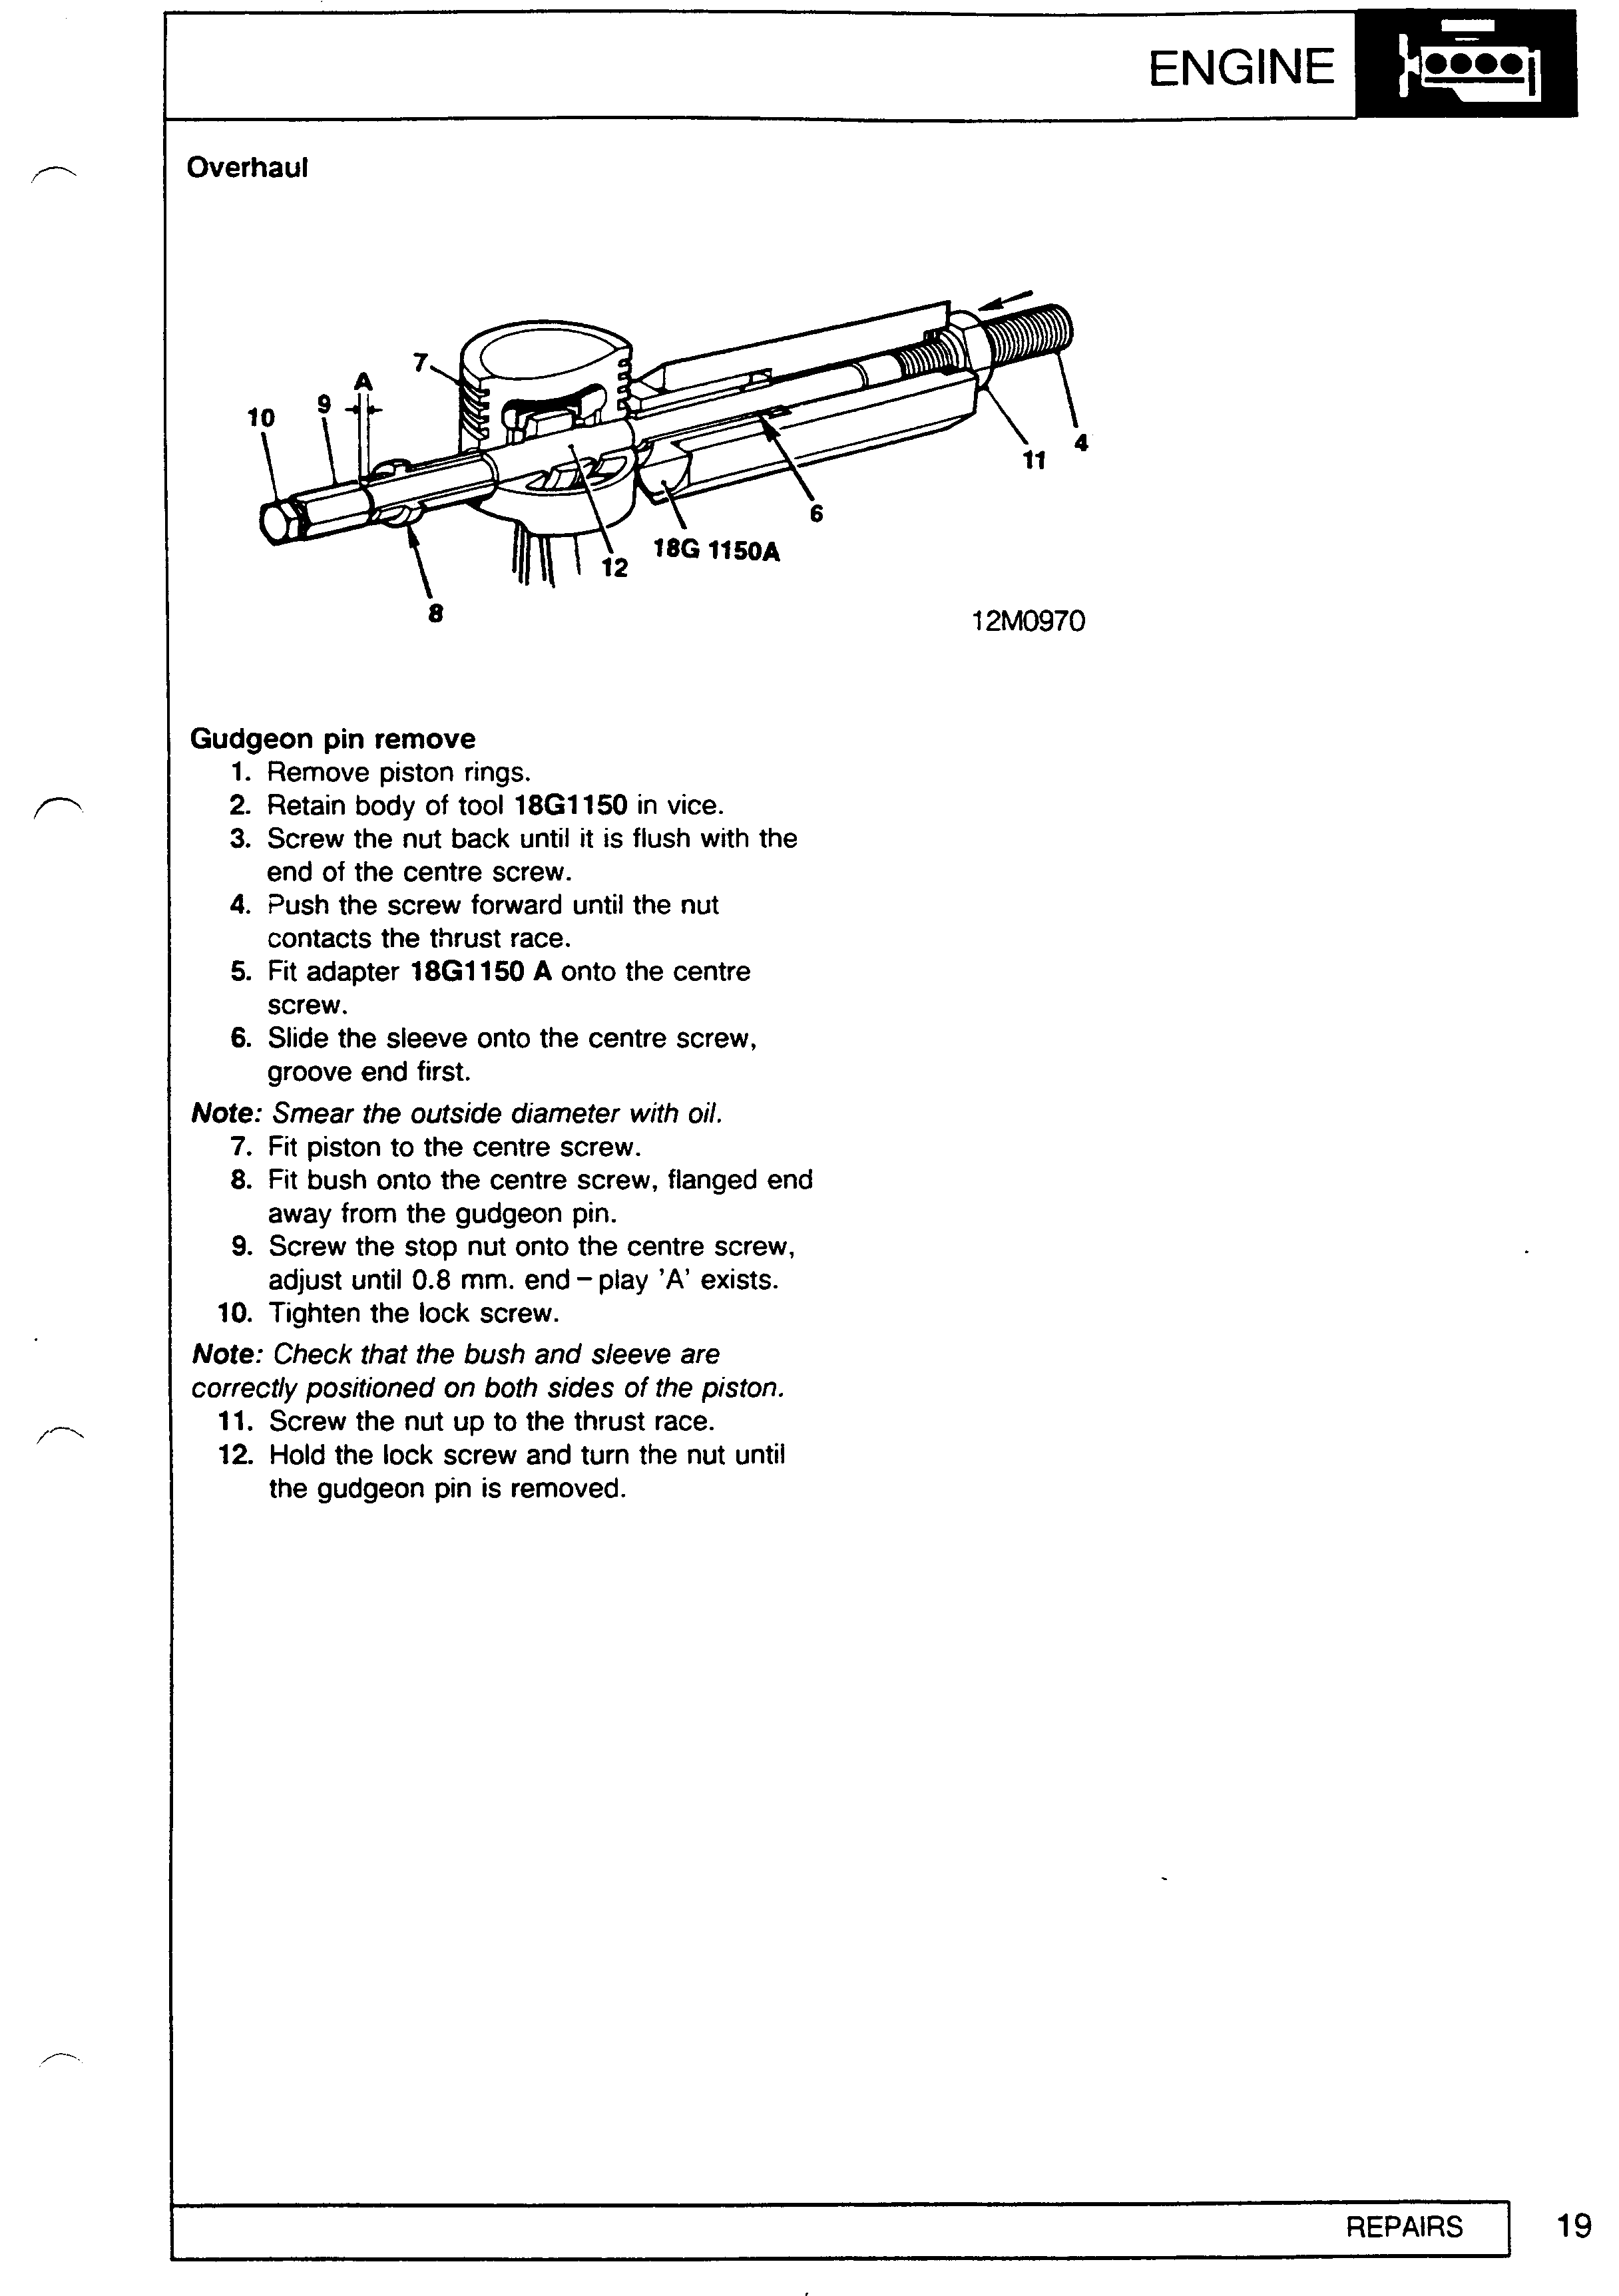 ENGINE
Overhaul
7
A
9
10
4
11
6
18G 1150A
12
8
12M0970
Gudgeon pin remove
1. Remove piston rings.
2. Retain body of tool 18G1150 in vice.
3. Screw the nut back until it is flush with the
end of the centre screw.
4. Push the screw forward until the nut
contacts the thrust race.
5. Fit adapter 18G1150 A onto the centre
screw.
6. Slide the sleeve onto the centre screw,
groove end first.
Note: Smear the outside diameter with oil.
7. Fit piston to the centre screw.
8. Fit bush onto the centre screw, flanged end
away from the gudgeon pin.
9. Screw the stop nut onto the centre screw,
adjust until 0.8 mm. end – play 'A' exists.
10. Tighten the lock screw.
Note: Check that the bush and sleeve are
correctly positioned on both sides of the piston.
11. Screw the nut up to the thrust race.
12. Hold the lock screw and turn the nut until
the gudgeon pin is removed.
REPAIRS
19